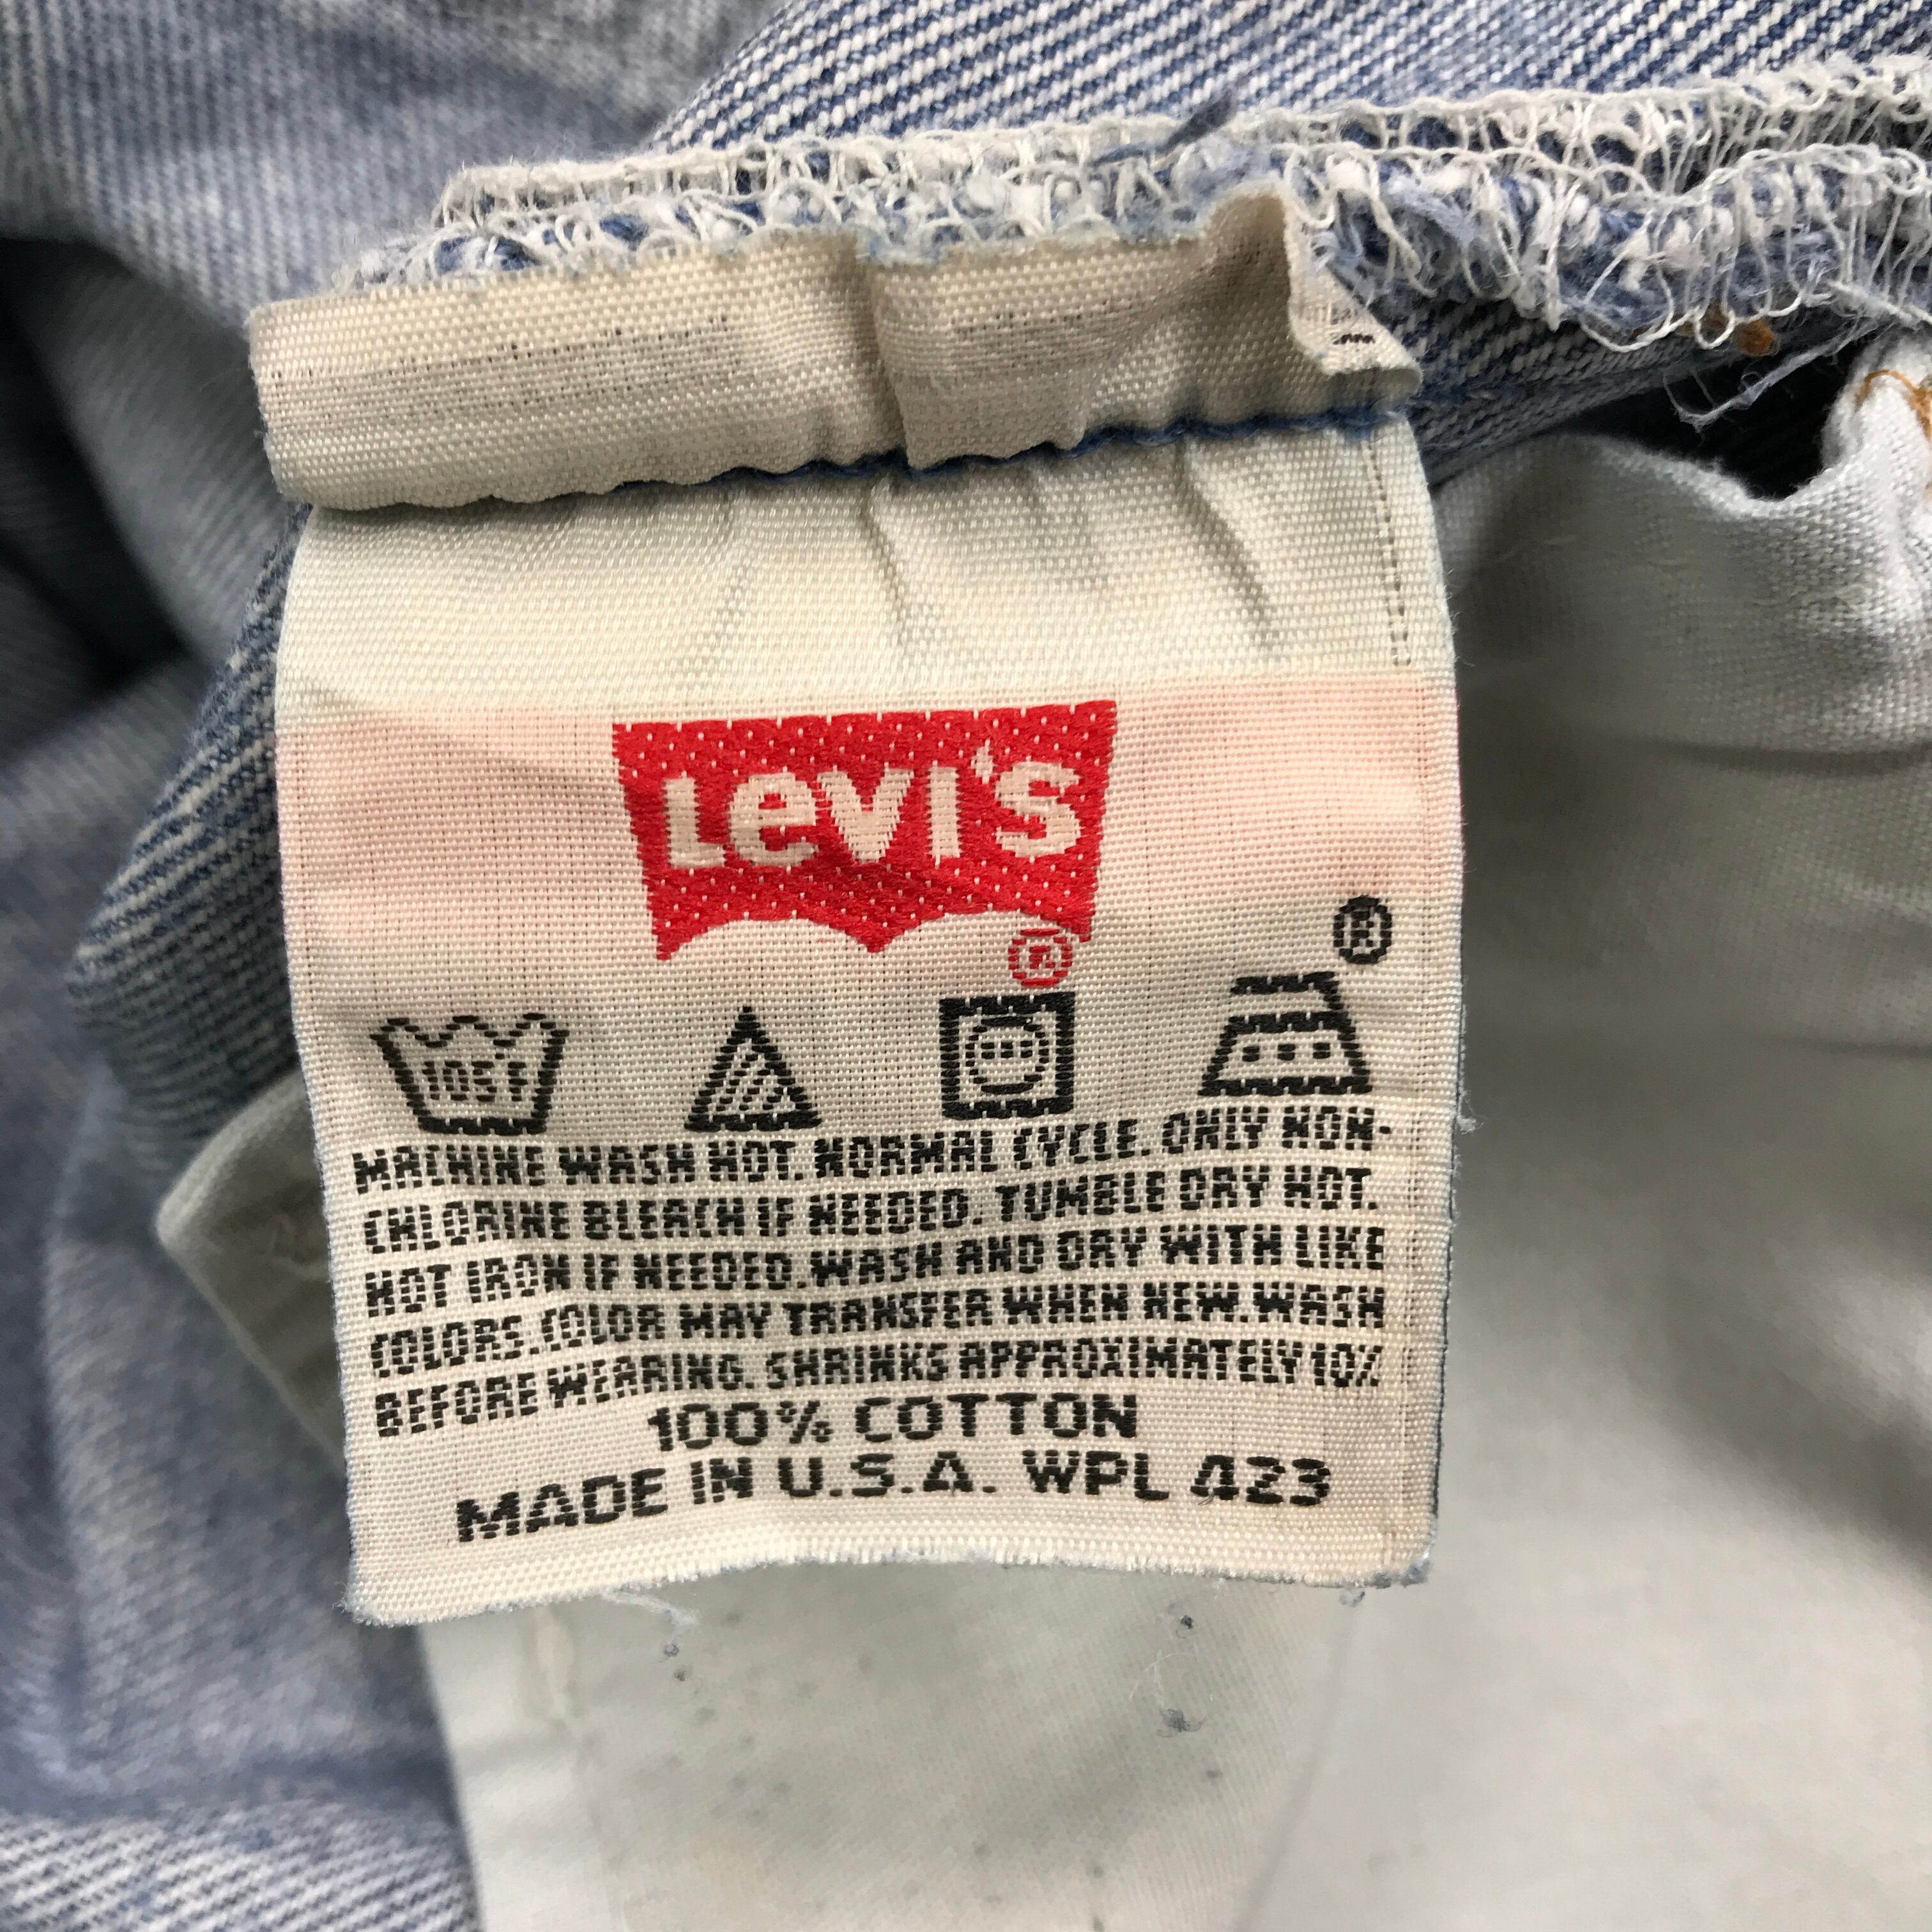 Levi's
®
®
105°F
MACHINE WASH HOT. NORMAL CYCLE. ONLY NON-
CHLORINE BLEACH IF NEEDED. TUMBLE DRY HOT.
HOT IRON IF NEEDED. WASH AND DRY WITH LIKE
COLORS. COLOR MAY TRANSFER WHEN NEW. WASH
BEFORE WEARING. SHRINKS APPROXIMATELY 10%
100% COTTON
MADE IN U.S.A. WPL 423